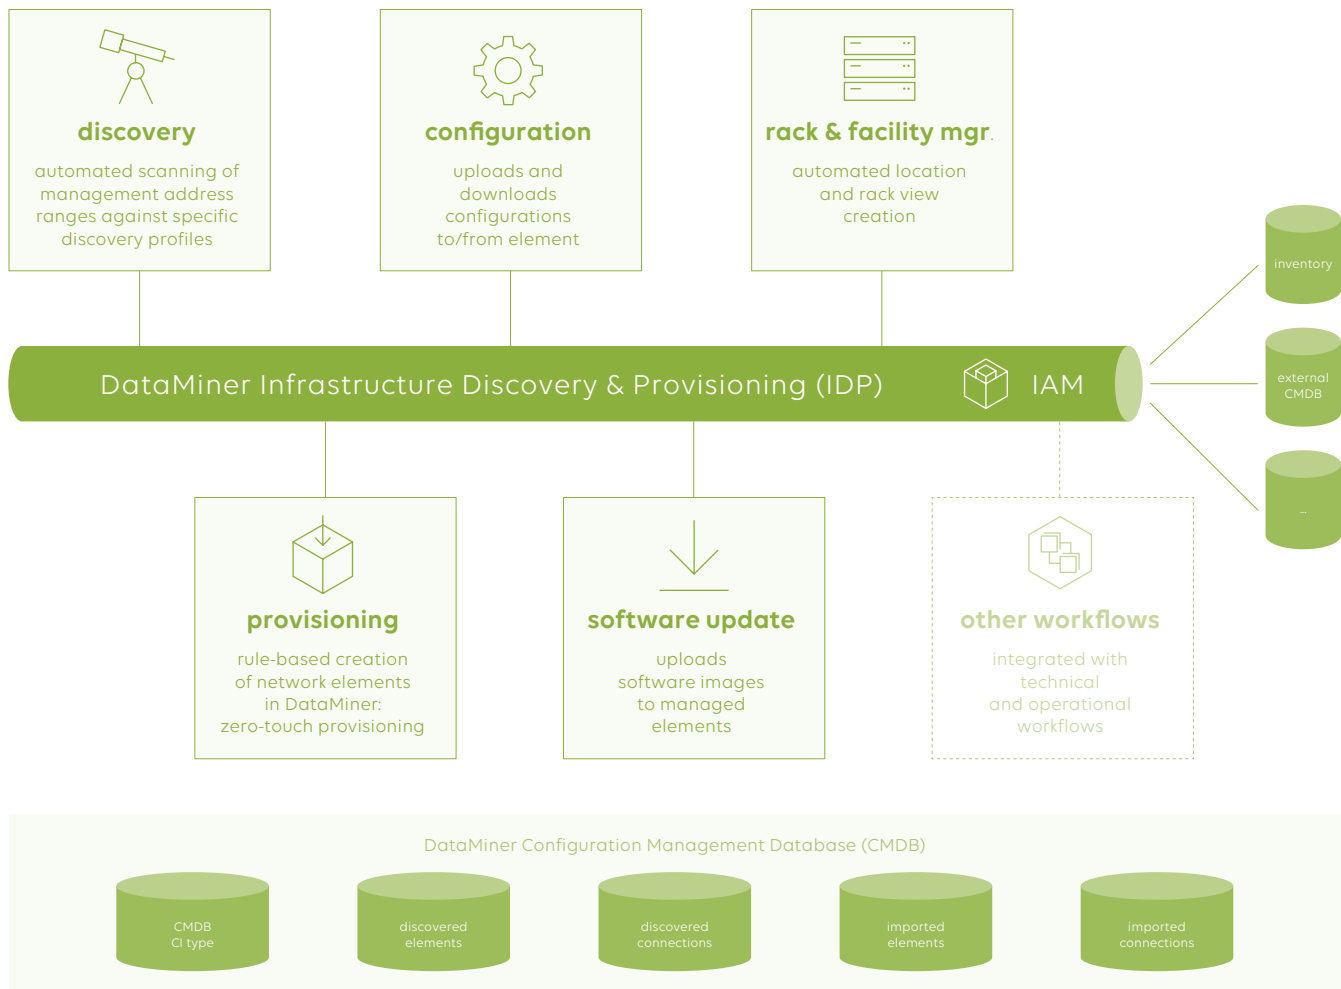 discovery
automated scanning of
management address
ranges against specific
discovery profiles
configuration
uploads and
downloads
configurations
to/from element
rack & facility mgr.
automated location
and rack view
creation
inventory
external
CMDB
...
DataMiner Infrastructure Discovery & Provisioning (IDP)
IAM
provisioning
rule-based creation
of network elements
in DataMiner:
zero-touch provisioning
software update
uploads
software images
to managed
elements
other workflows
integrated with
technical
and operational
workflows
DataMiner Configuration Management Database (CMDB)
CMDB
CI type
discovered
elements
discovered
connections
imported
elements
imported
connections